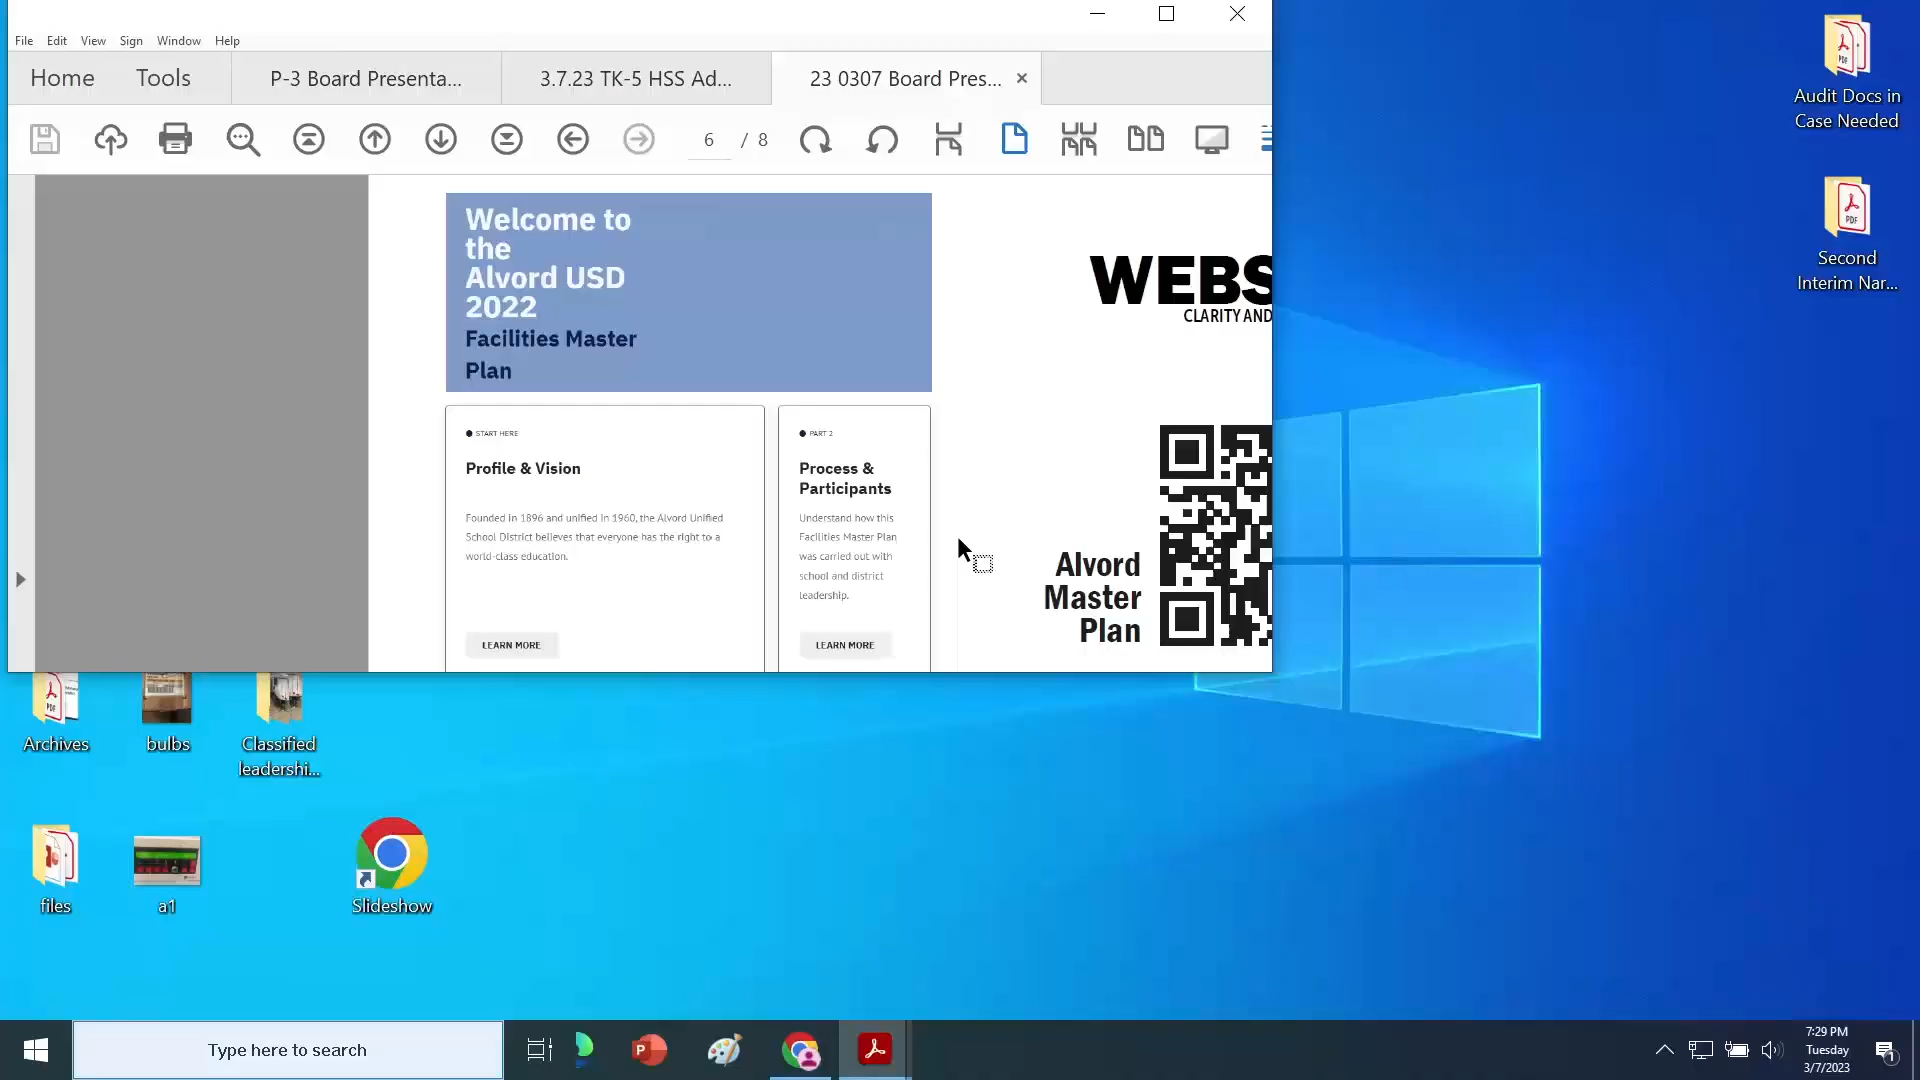 File Edit View Sign Window Help
Home Tools P-3 Board Presenta... 3.7.23 TK-5 HSS Ad... 23 0307 Board Pres...
6 / 8
Welcome to
the
Alvord USD
2022
Facilities Master
Plan
START HERE
Profile & Vision
Founded in 1896 and unified in 1960, the Alvord Unified
School District believes that everyone has the right to a
world-class education.
LEARN MORE
PART 2
Process &
Participants
Understand how this
Facilities Master Plan
was carried out with
school and district
leadership.
LEARN MORE
WEBS
CLARITY AND
Alvord
Master
Plan
Audit Docs in
Case Needed
Second
Interim Nar...
Archives
bulbs
Classified
leadershi...
files
a1
Slideshow
Type here to search
7:29 PM
Tuesday
3/7/2023
1